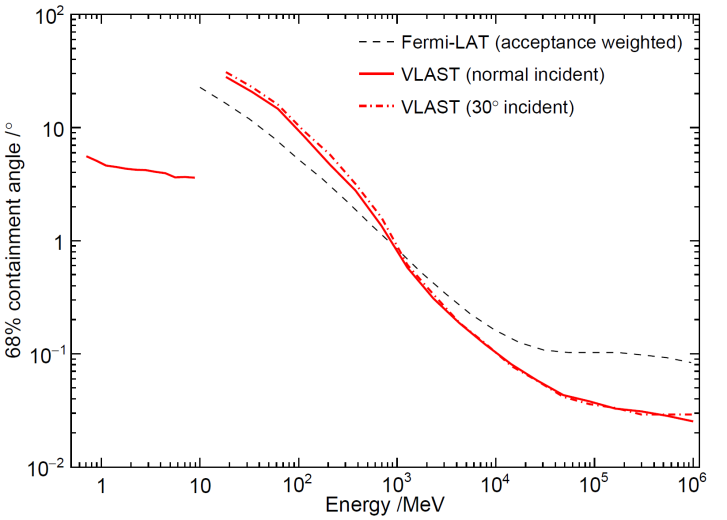 10²
Fermi-LAT (acceptance weighted)
VLAST (normal incident)
VLAST (30° incident)
10
1
10⁻¹
10⁻²
68% containment angle /°
1 10 10² 10³ 10⁴ 10⁵ 10⁶
Energy /MeV